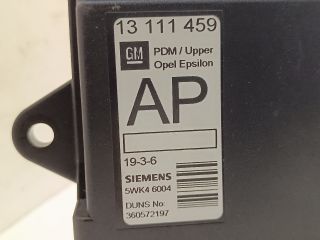 13 111 459
GM
PDM / Upper
Opel Epsilon
AP
19-3-6
SIEMENS
5WK4 6004
DUNS No:
360572197